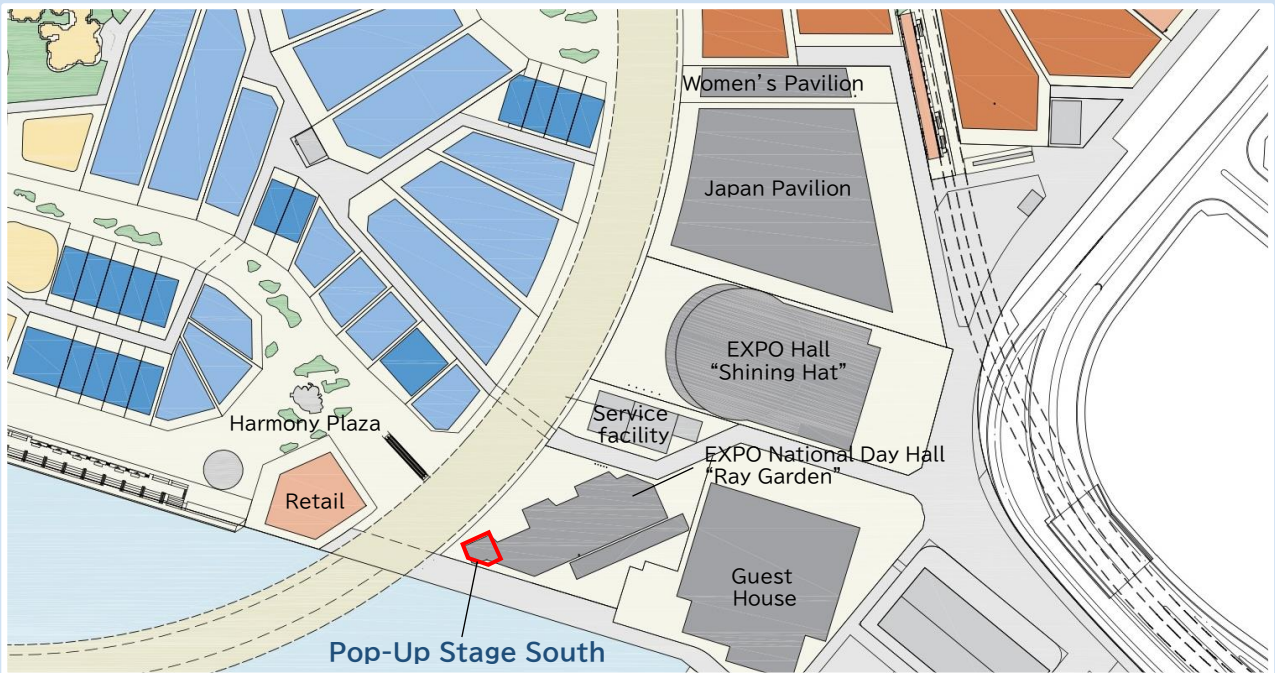 Women's Pavilion
Japan Pavilion
EXPO Hall
“Shining Hat”
Service
facility
Harmony Plaza
EXPO National Day Hall
“Ray Garden”
Retail
Guest
House
Pop-Up Stage South